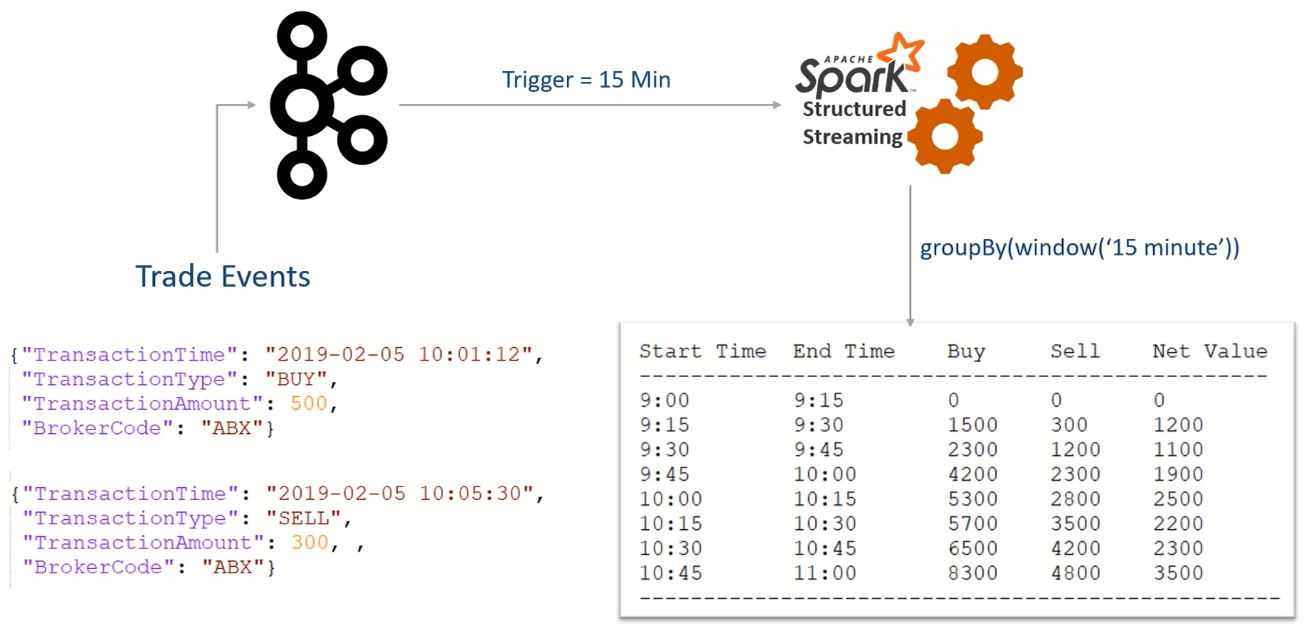 Trigger = 15 Min
APACHE
Spark
TM
Structured
Streaming
groupBy(window(‘15 minute’))
Trade Events
{"TransactionTime": "2019-02-05 10:01:12",
"TransactionType": "BUY",
"TransactionAmount": 500,
"BrokerCode": "ABX"}
{"TransactionTime": "2019-02-05 10:05:30",
"TransactionType": "SELL",
"TransactionAmount": 300, ,
"BrokerCode": "ABX"}
Start Time End Time Buy Sell Net Value
-------------------------------------------------
9:00 9:15 0 0 0
9:15 9:30 1500 300 1200
9:30 9:45 2300 1200 1100
9:45 10:00 4200 2300 1900
10:00 10:15 5300 2800 2500
10:15 10:30 5700 3500 2200
10:30 10:45 6500 4200 2300
10:45 11:00 8300 4800 3500
--------------------------------------------------